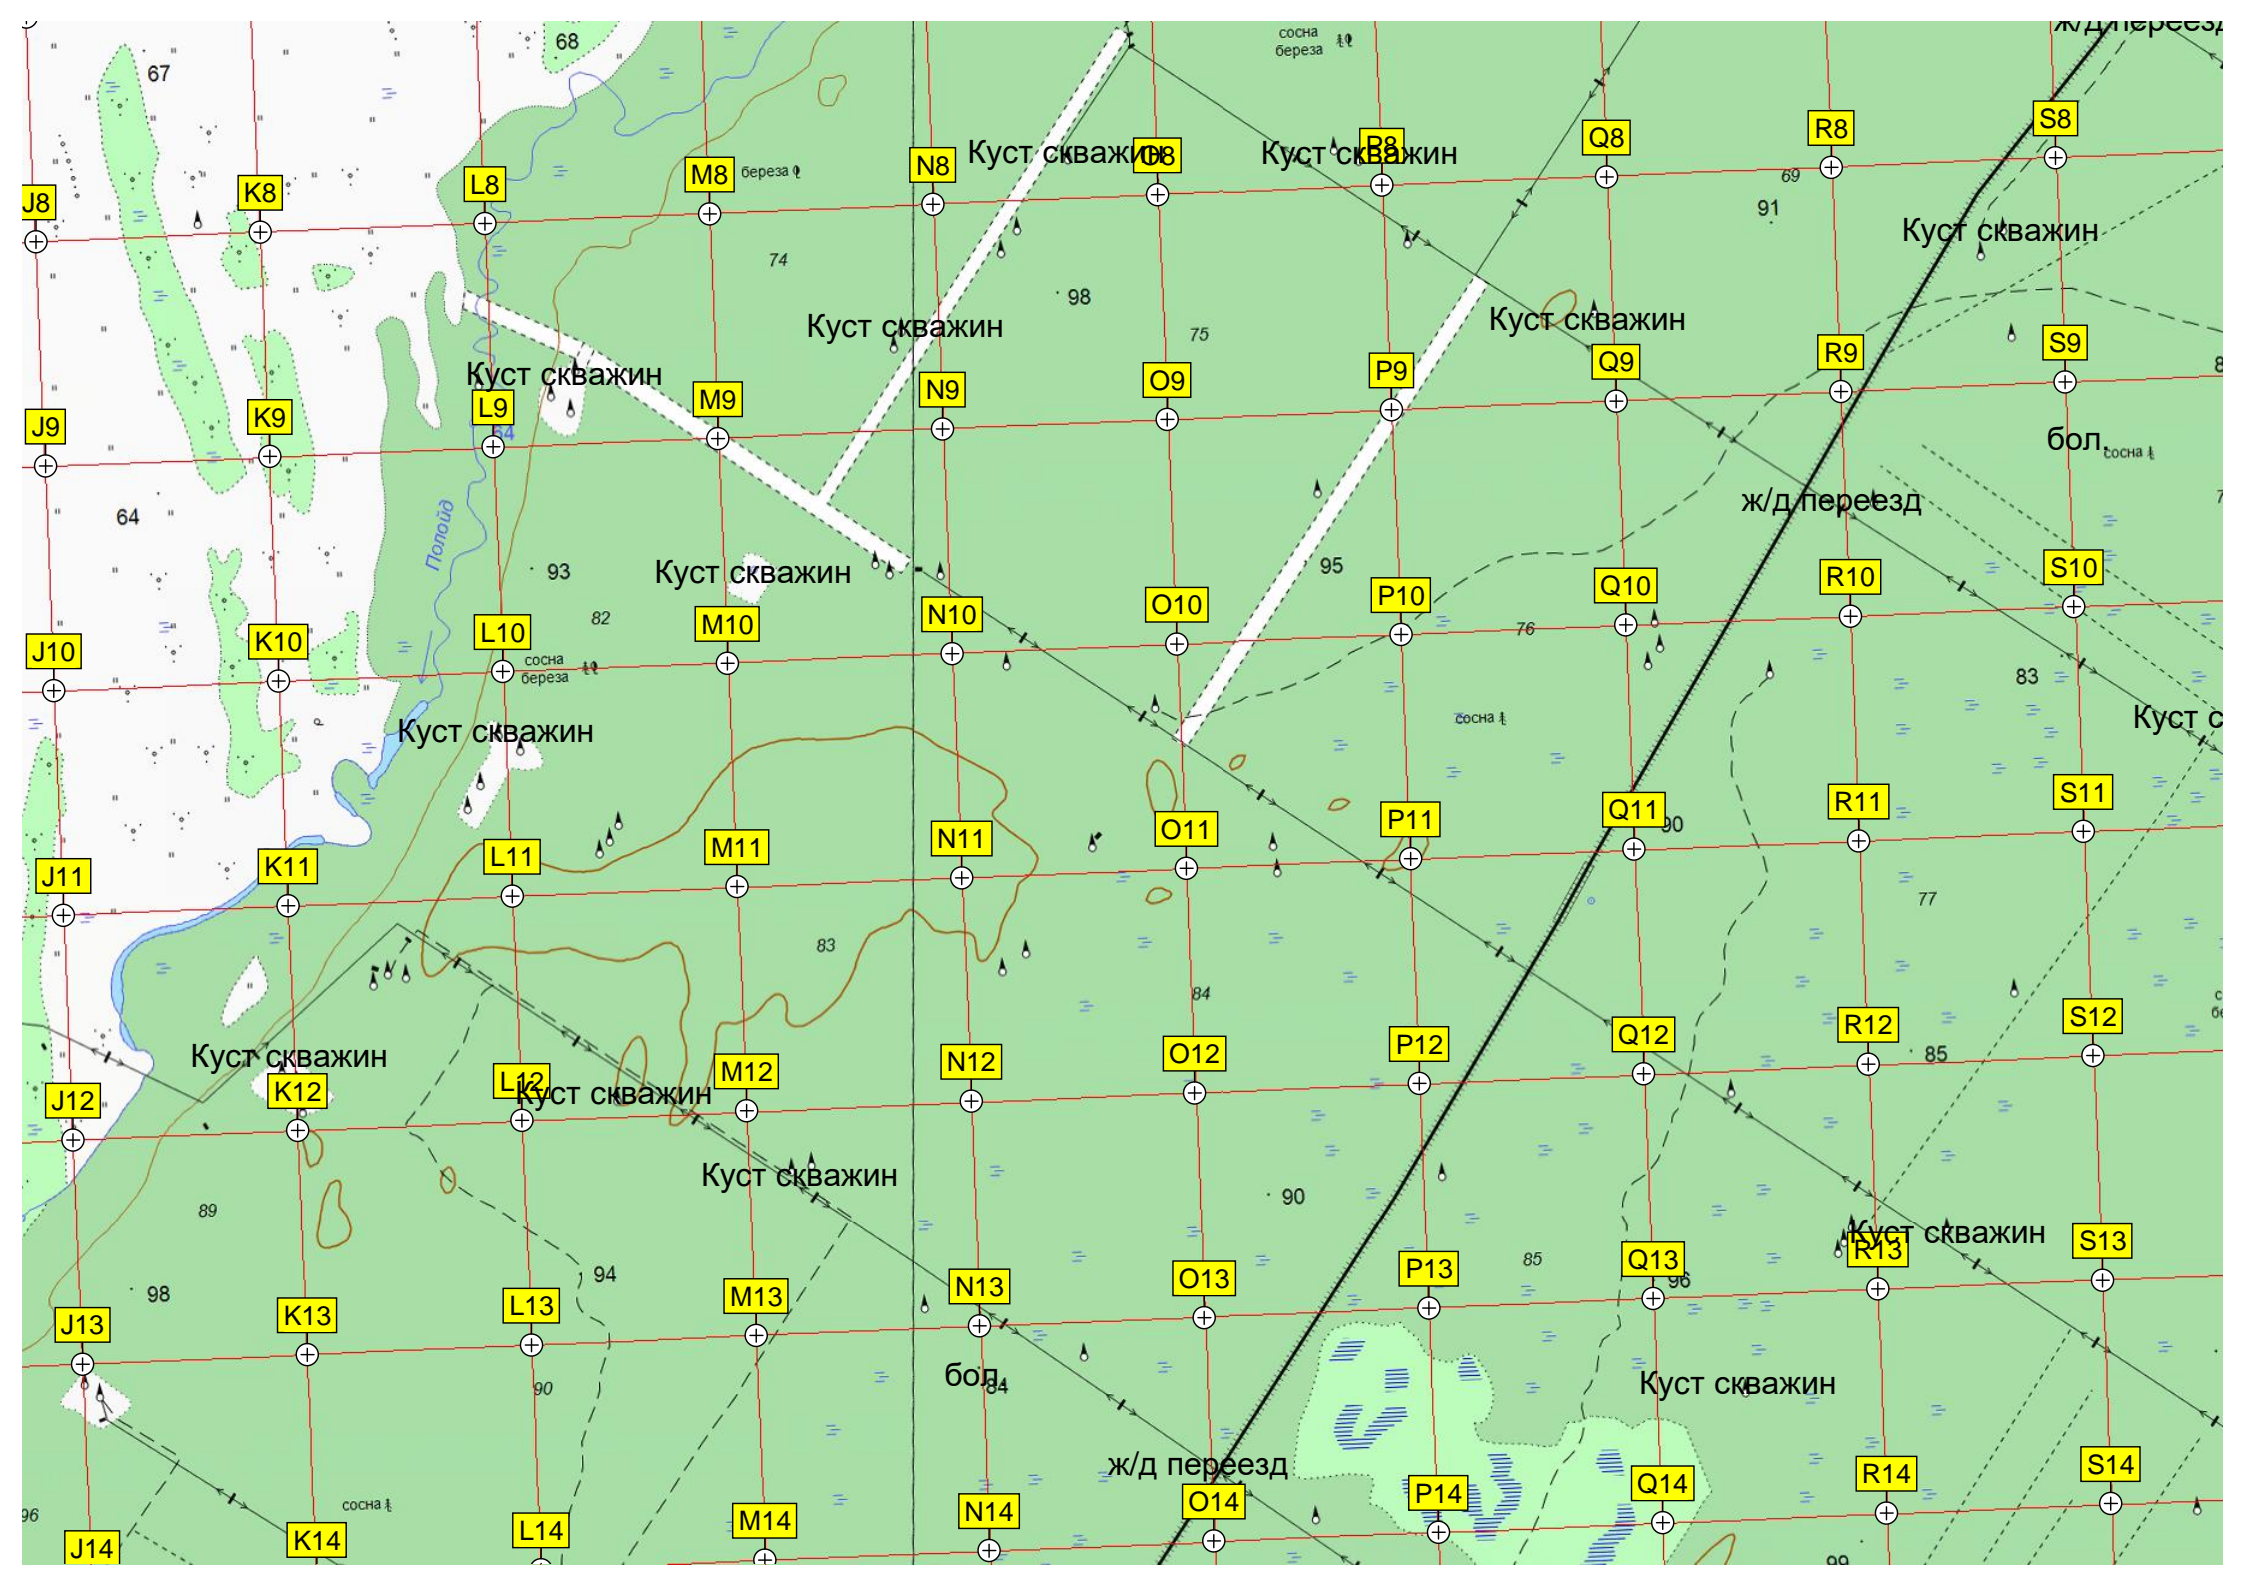 ж/д переезд
68
сосна
береза
67
S8
R8
Q8
P8
Куст скважин
O8
Куст скважин
N8
береза
M8
L8
K8
J8
69
91
Куст скважин
74
98
Куст скважин
75
Куст скважин
S9
R9
Q9
P9
O9
Куст скважин
N9
M9
L9
K9
J9
64
бол.
сосна
ж/д переезд
64
Полойд
93
Куст скважин
95
S10
R10
Q10
P10
O10
N10
82
M10
L10
K10
J10
76
сосна
береза
83
Куст с
сосна
Куст скважин
S11
R11
Q11
90
P11
O11
N11
M11
L11
K11
J11
77
83
84
S12
R12
Q12
85
P12
O12
N12
M12
Куст скважин
L12
Куст скважин
K12
J12
Куст скважин
90
89
Куст скважин
S13
R13
Q13
96
P13
85
O13
N13
94
M13
L13
98
K13
J13
бол.
84
90
Куст скважин
ж/д переезд
S14
R14
Q14
P14
O14
сосна
N14
M14
L14
K14
J14
96
99